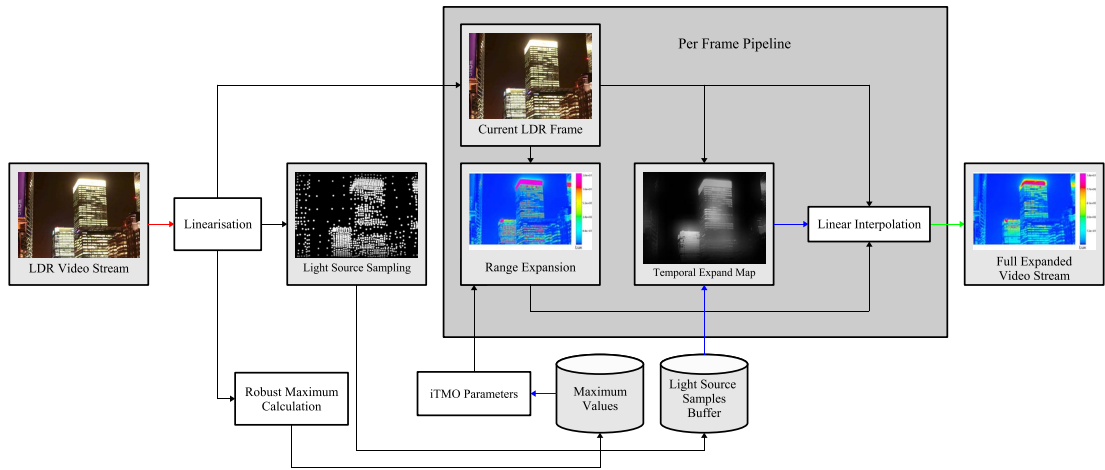 Per Frame Pipeline
Current LDR Frame
LDR Video Stream
Linearisation
Light Source Sampling
Range Expansion
Temporal Expand Map
Linear Interpolation
Full Expanded
Video Stream
Robust Maximum
Calculation
iTMO Parameters
Maximum
Values
Light Source
Samples
Buffer